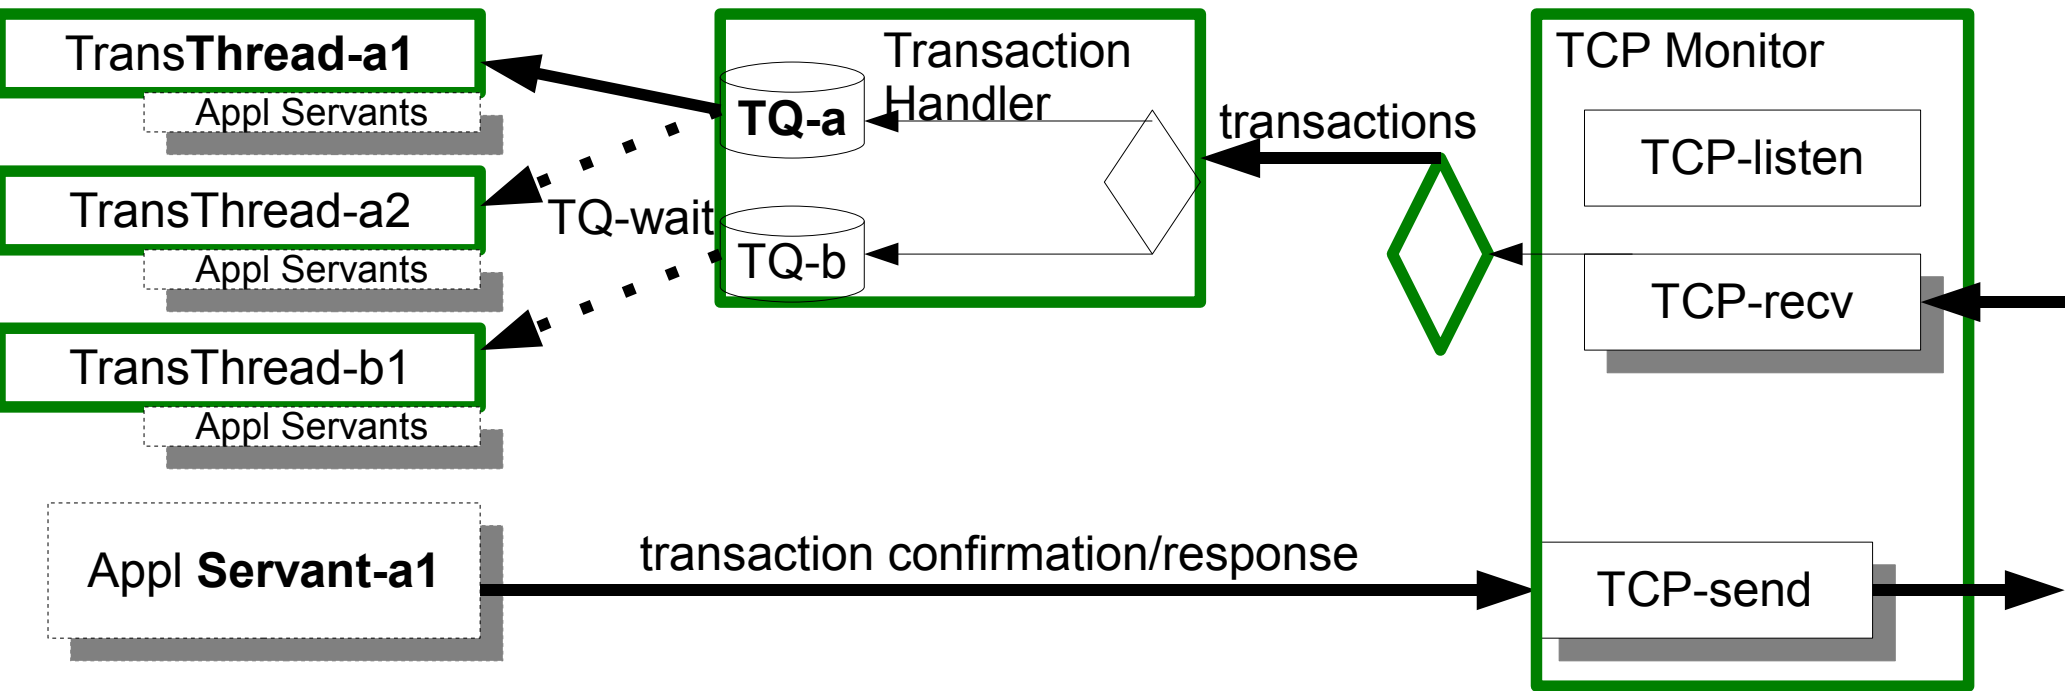 TransThread-a1
Appl Servants
TransThread-a2
Appl Servants
TransThread-b1
Appl Servants
Appl Servant-a1
TQ-wait
Transaction
Handler
TQ-a
TQ-b
transactions
transaction confirmation/response
TCP Monitor
TCP-listen
TCP-recv
TCP-send